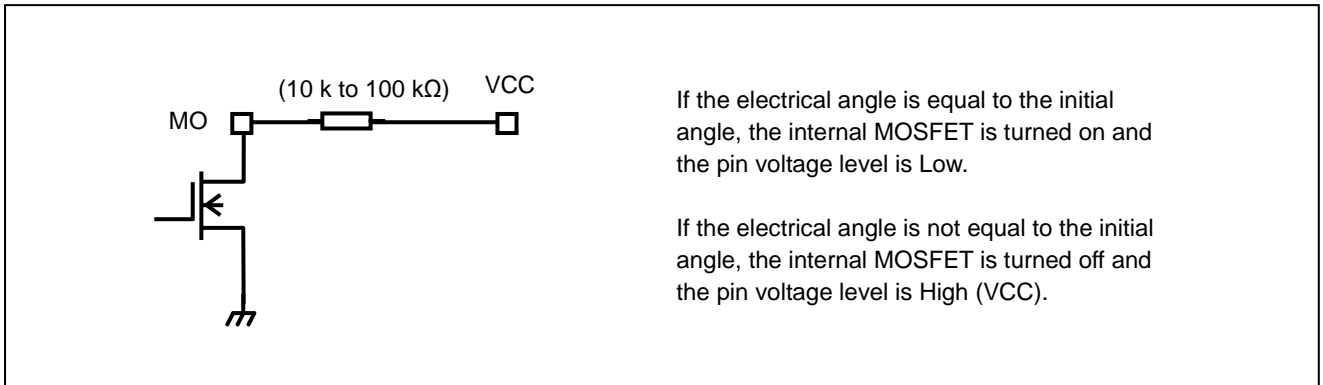 (10 k to 100 kΩ)
VCC
MO
If the electrical angle is equal to the initial
angle, the internal MOSFET is turned on and
the pin voltage level is Low.
If the electrical angle is not equal to the initial
angle, the internal MOSFET is turned off and
the pin voltage level is High (VCC).